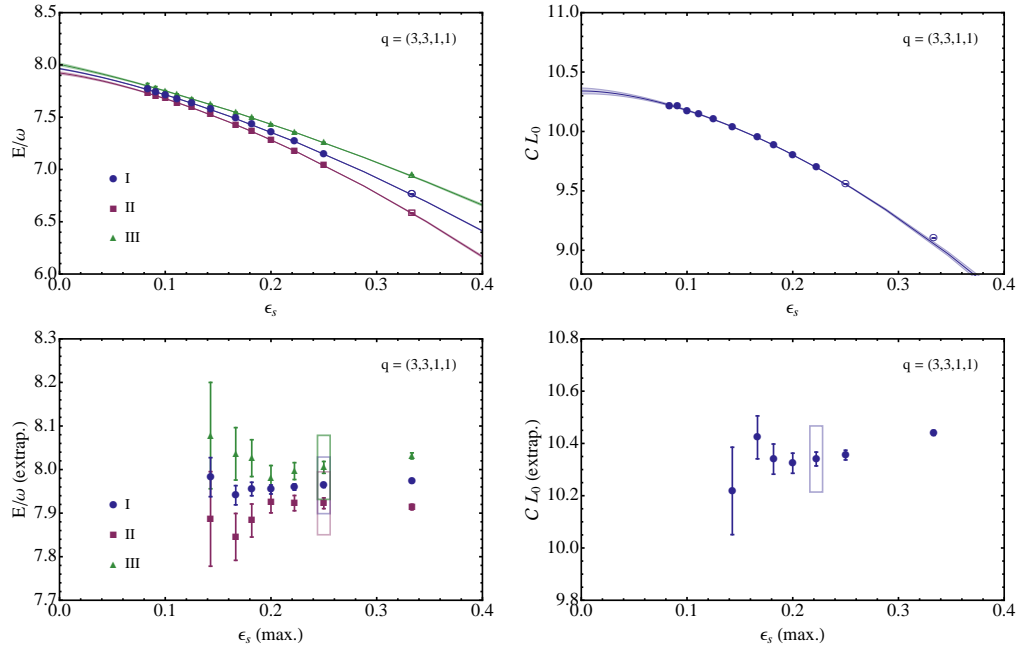 8.5
8.0
7.5
7.0
6.5
6.0
E/ω
q = (3,3,1,1)
I
II
III
0.0 0.1 0.2 0.3 0.4
ϵs
11.0
10.5
10.0
9.5
9.0
C L0
q = (3,3,1,1)
0.0 0.1 0.2 0.3 0.4
ϵs
8.3
8.2
8.1
8.0
7.9
7.8
7.7
E/ω (extrap.)
q = (3,3,1,1)
I
II
III
0.0 0.1 0.2 0.3 0.4
ϵs (max.)
10.8
10.6
10.4
10.2
10.0
9.8
C L0 (extrap.)
q = (3,3,1,1)
0.0 0.1 0.2 0.3 0.4
ϵs (max.)